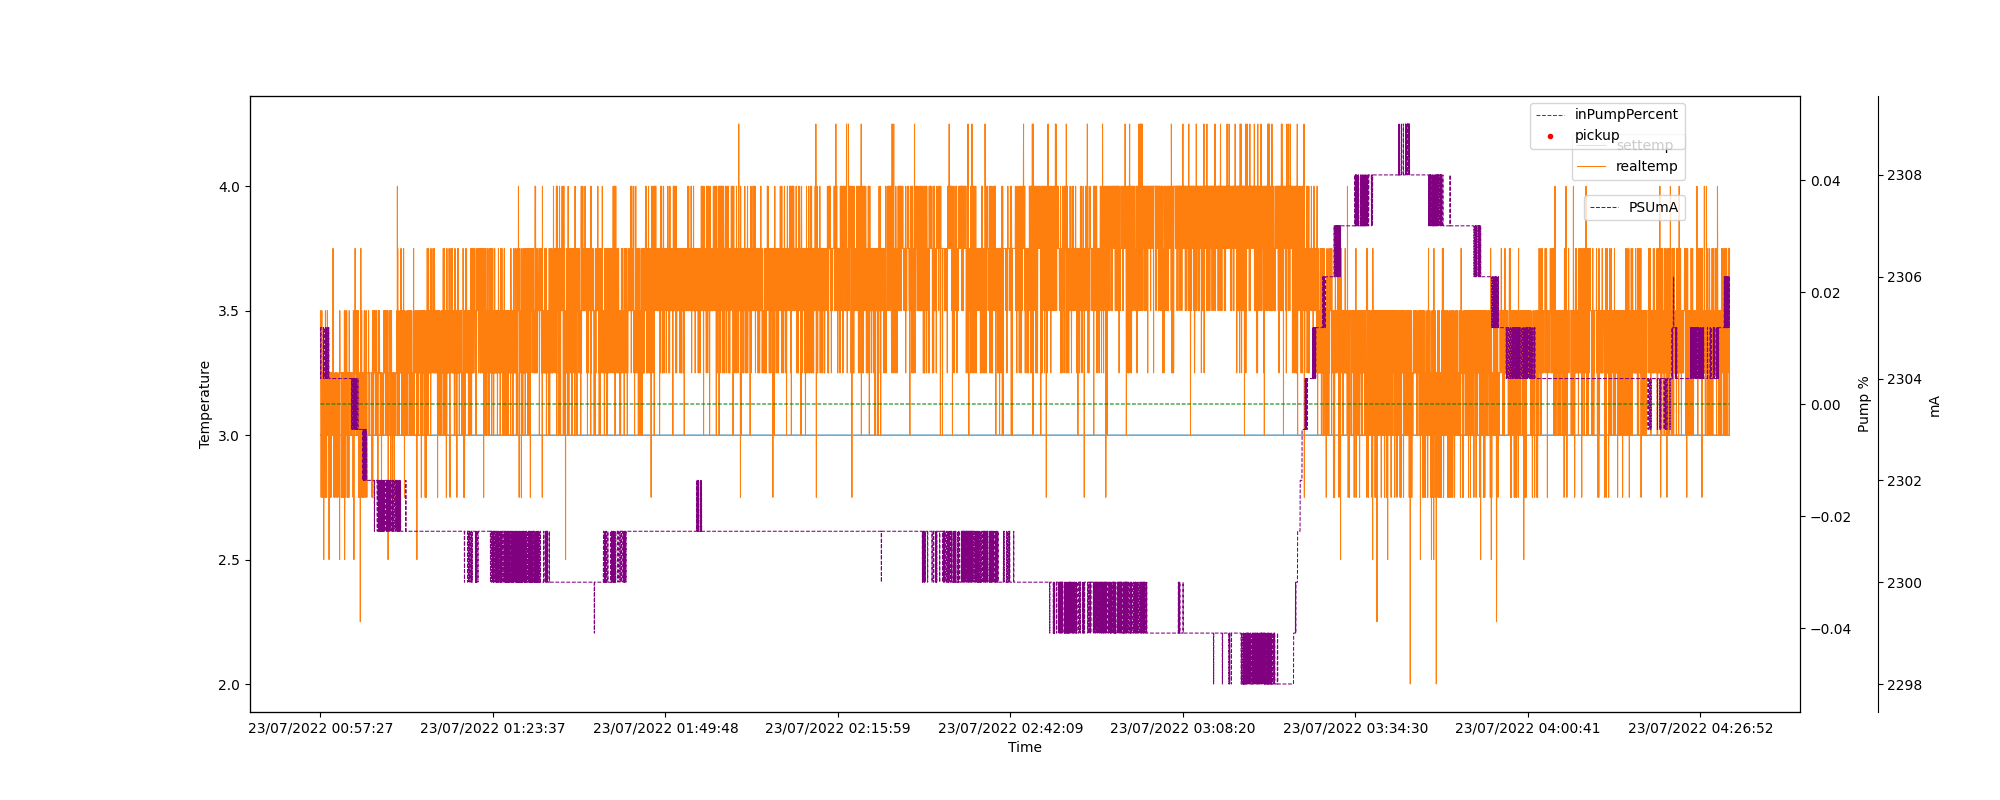 inPumpPercent
pickup
settemp
realtemp
PSUmA
4.0
3.5
3.0
2.5
2.0
Temperature
0.04
0.02
0.00
−0.02
−0.04
Pump %
2308
2306
2304
2302
2300
2298
mA
23/07/2022 00:57:27
23/07/2022 01:23:37
23/07/2022 01:49:48
23/07/2022 02:15:59
23/07/2022 02:42:09
23/07/2022 03:08:20
23/07/2022 03:34:30
23/07/2022 04:00:41
23/07/2022 04:26:52
Time